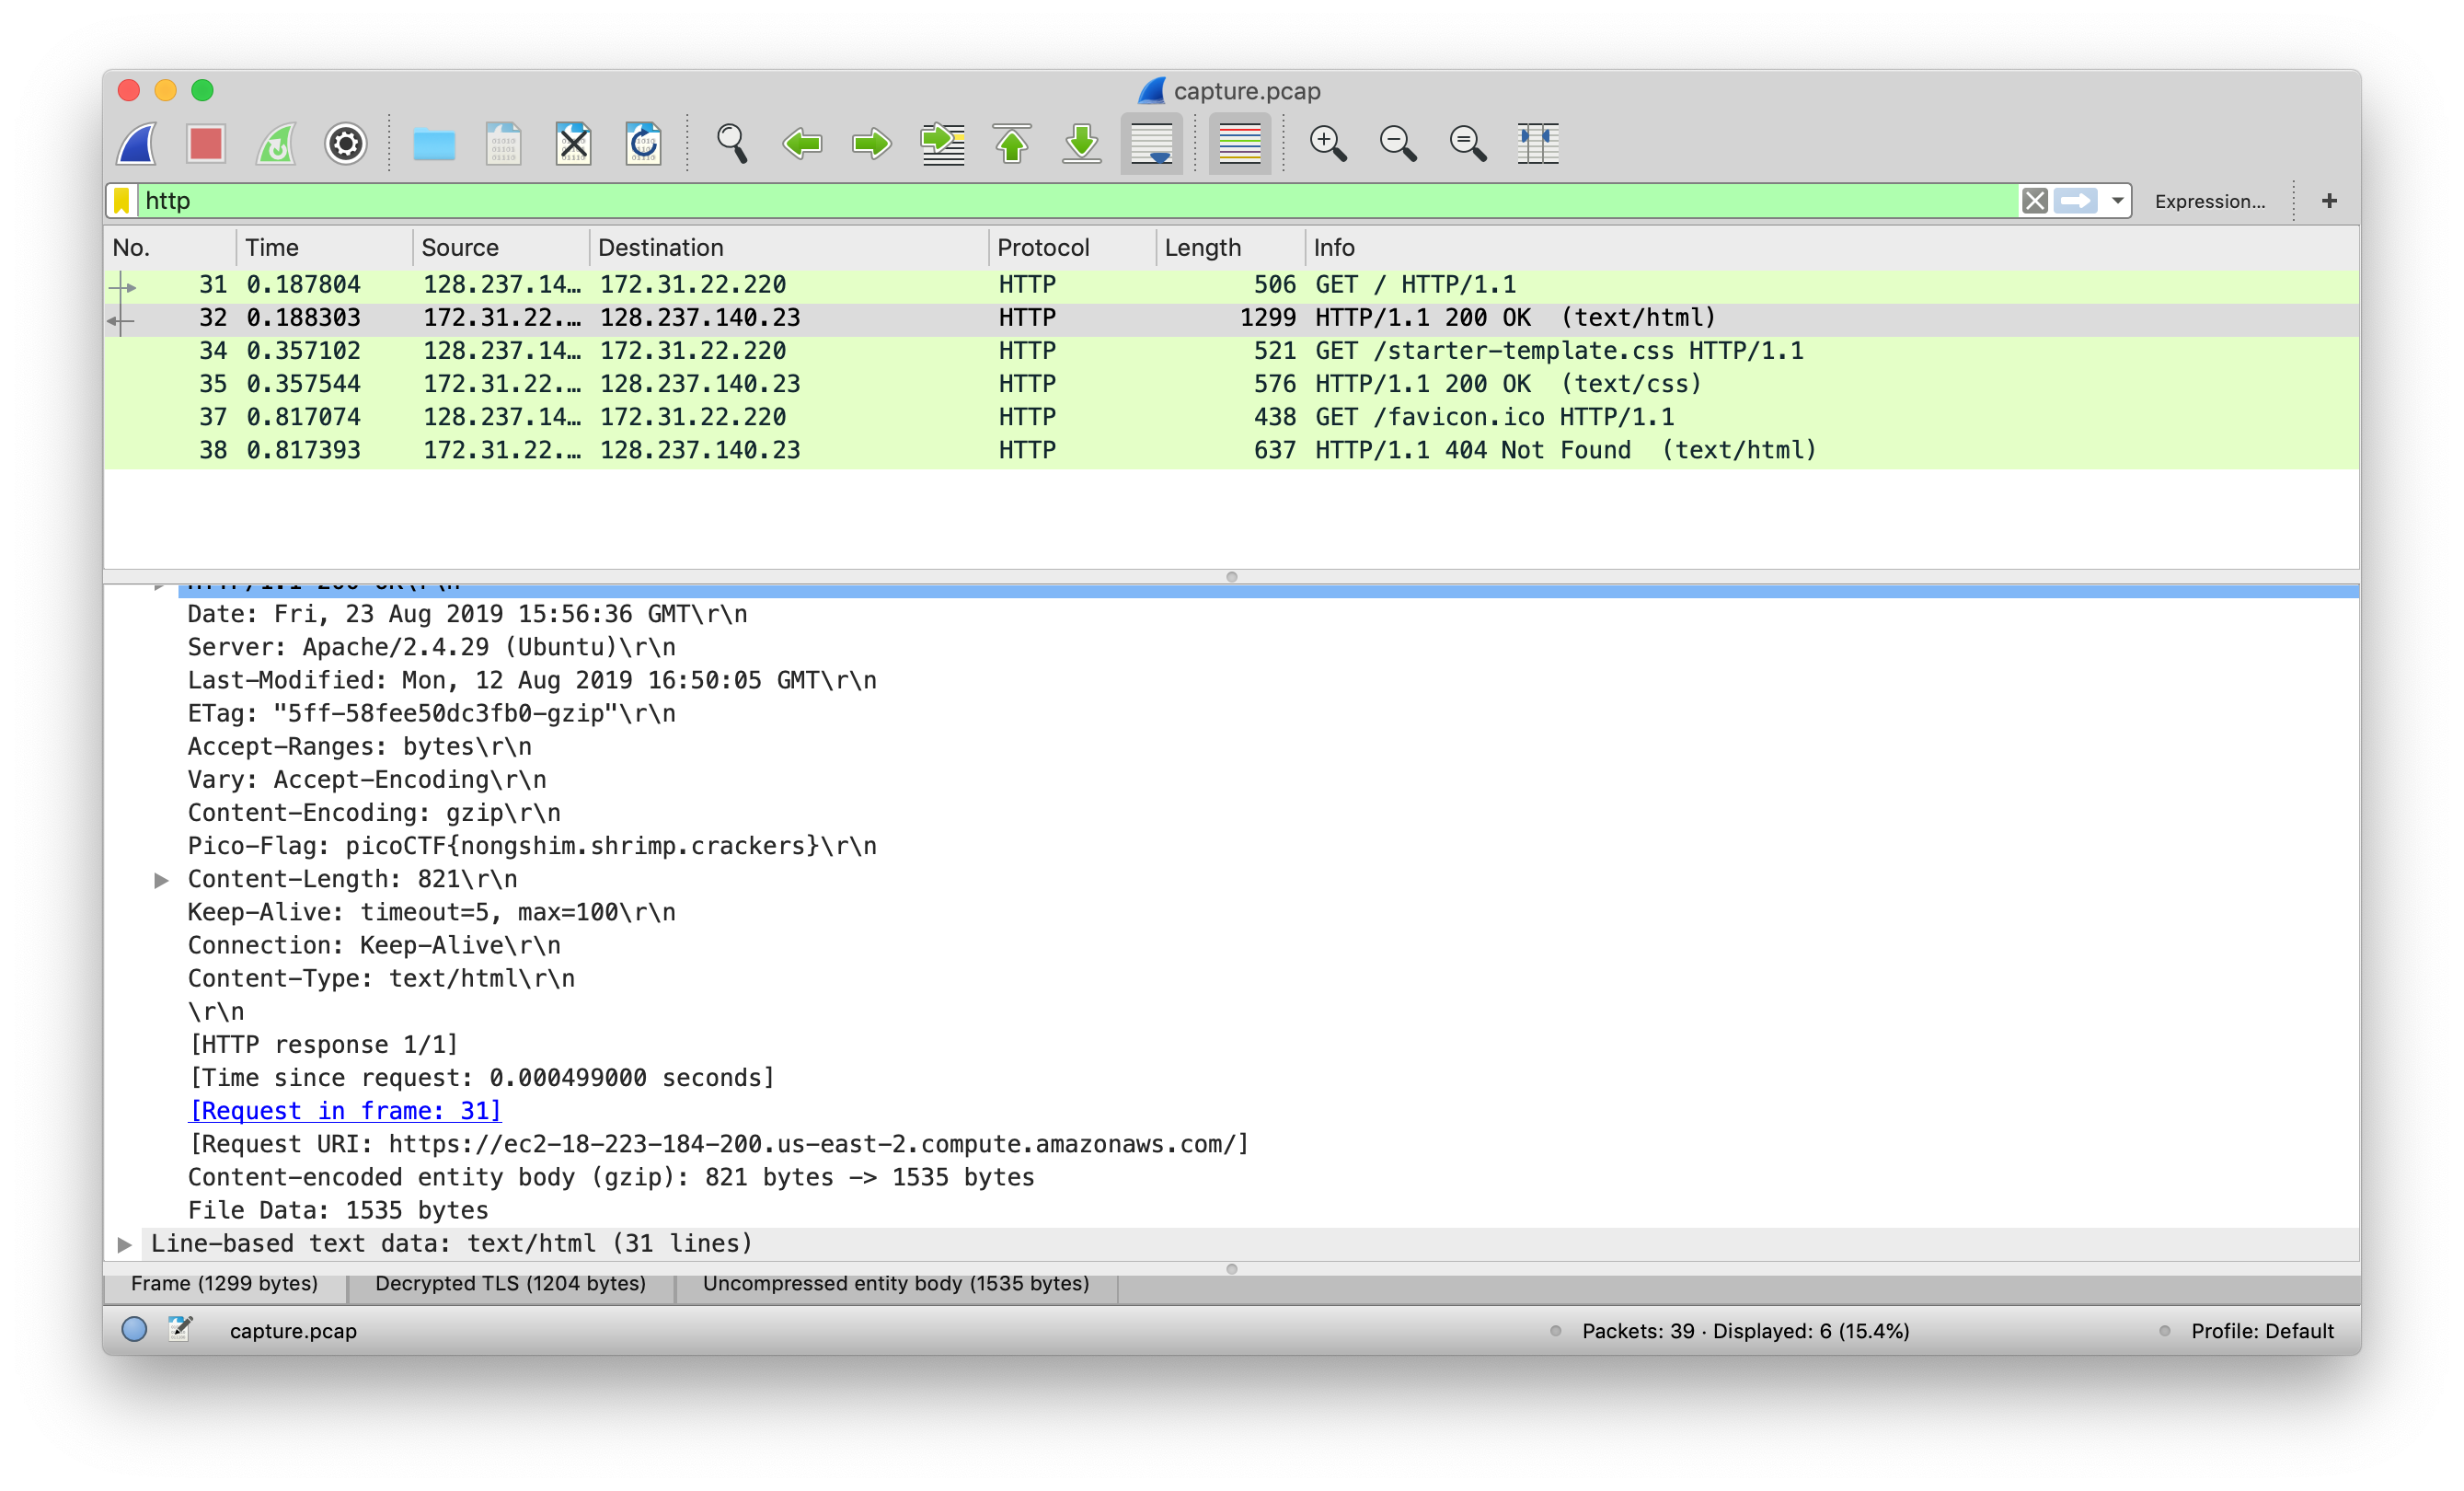 capture.pcap
http
Expression...
+
No. Time Source Destination Protocol Length Info
31 0.187804 128.237.14… 172.31.22.220 HTTP 506 GET / HTTP/1.1
32 0.188303 172.31.22.… 128.237.140.23 HTTP 1299 HTTP/1.1 200 OK  (text/html)
34 0.357102 128.237.14… 172.31.22.220 HTTP 521 GET /starter-template.css HTTP/1.1
35 0.357544 172.31.22.… 128.237.140.23 HTTP 576 HTTP/1.1 200 OK  (text/css)
37 0.817074 128.237.14… 172.31.22.220 HTTP 438 GET /favicon.ico HTTP/1.1
38 0.817393 172.31.22.… 128.237.140.23 HTTP 637 HTTP/1.1 404 Not Found  (text/html)
HTTP/1.1 200 OK\r\n
Date: Fri, 23 Aug 2019 15:56:36 GMT\r\n
Server: Apache/2.4.29 (Ubuntu)\r\n
Last-Modified: Mon, 12 Aug 2019 16:50:05 GMT\r\n
ETag: "5ff-58fee50dc3fb0-gzip"\r\n
Accept-Ranges: bytes\r\n
Vary: Accept-Encoding\r\n
Content-Encoding: gzip\r\n
Pico-Flag: picoCTF{nongshim.shrimp.crackers}\r\n
Content-Length: 821\r\n
Keep-Alive: timeout=5, max=100\r\n
Connection: Keep-Alive\r\n
Content-Type: text/html\r\n
\r\n
[HTTP response 1/1]
[Time since request: 0.000499000 seconds]
[Request in frame: 31]
[Request URI: https://ec2-18-223-184-200.us-east-2.compute.amazonaws.com/]
Content-encoded entity body (gzip): 821 bytes -> 1535 bytes
File Data: 1535 bytes
Line-based text data: text/html (31 lines)
Frame (1299 bytes) Decrypted TLS (1204 bytes) Uncompressed entity body (1535 bytes)
capture.pcap Packets: 39 · Displayed: 6 (15.4%) Profile: Default